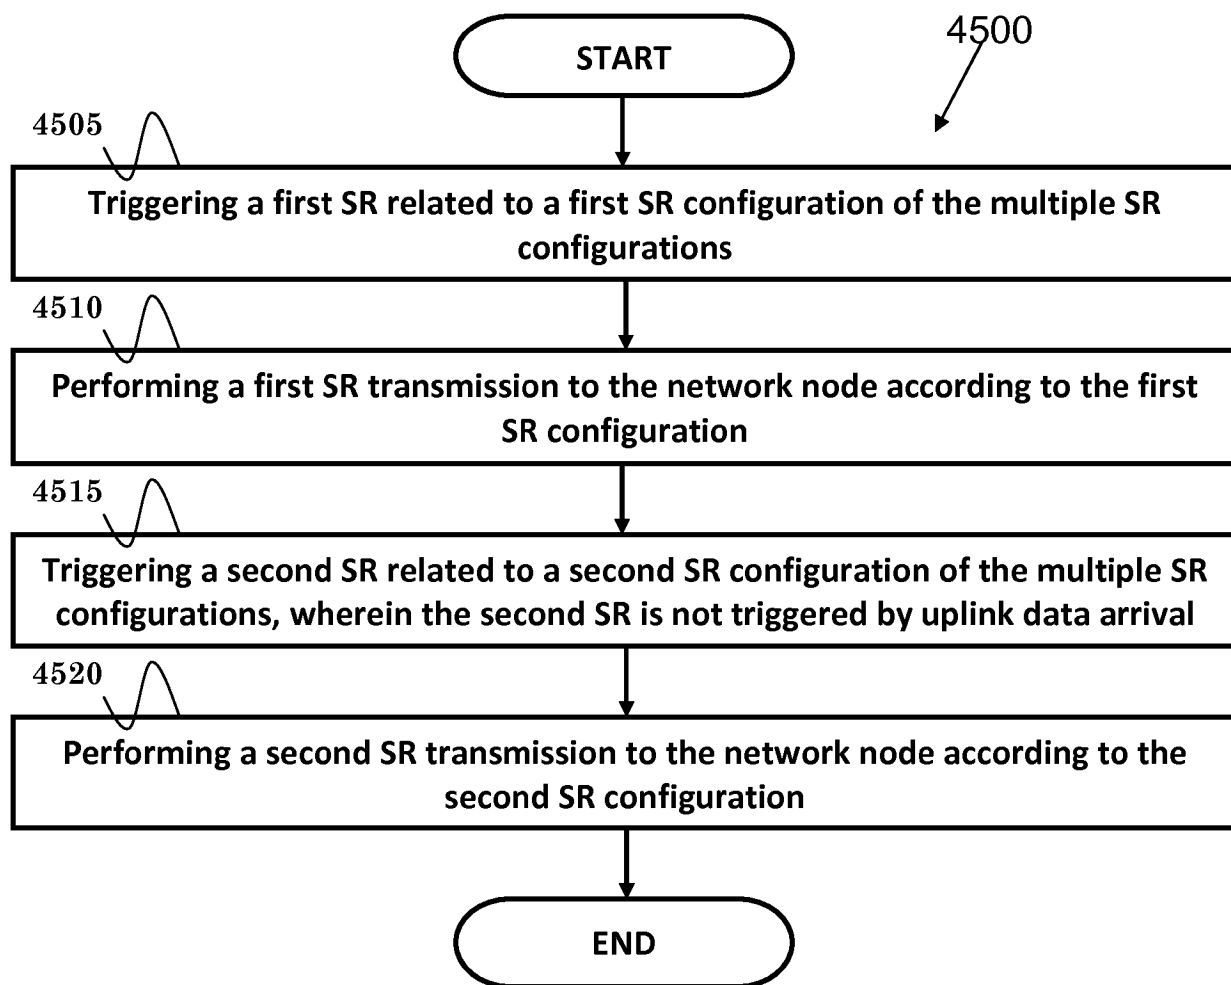 START
4500
4505
Triggering a first SR related to a first SR configuration of the multiple SR
configurations
4510
Performing a first SR transmission to the network node according to the first
SR configuration
4515
Triggering a second SR related to a second SR configuration of the multiple SR
configurations, wherein the second SR is not triggered by uplink data arrival
4520
Performing a second SR transmission to the network node according to the
second SR configuration
END